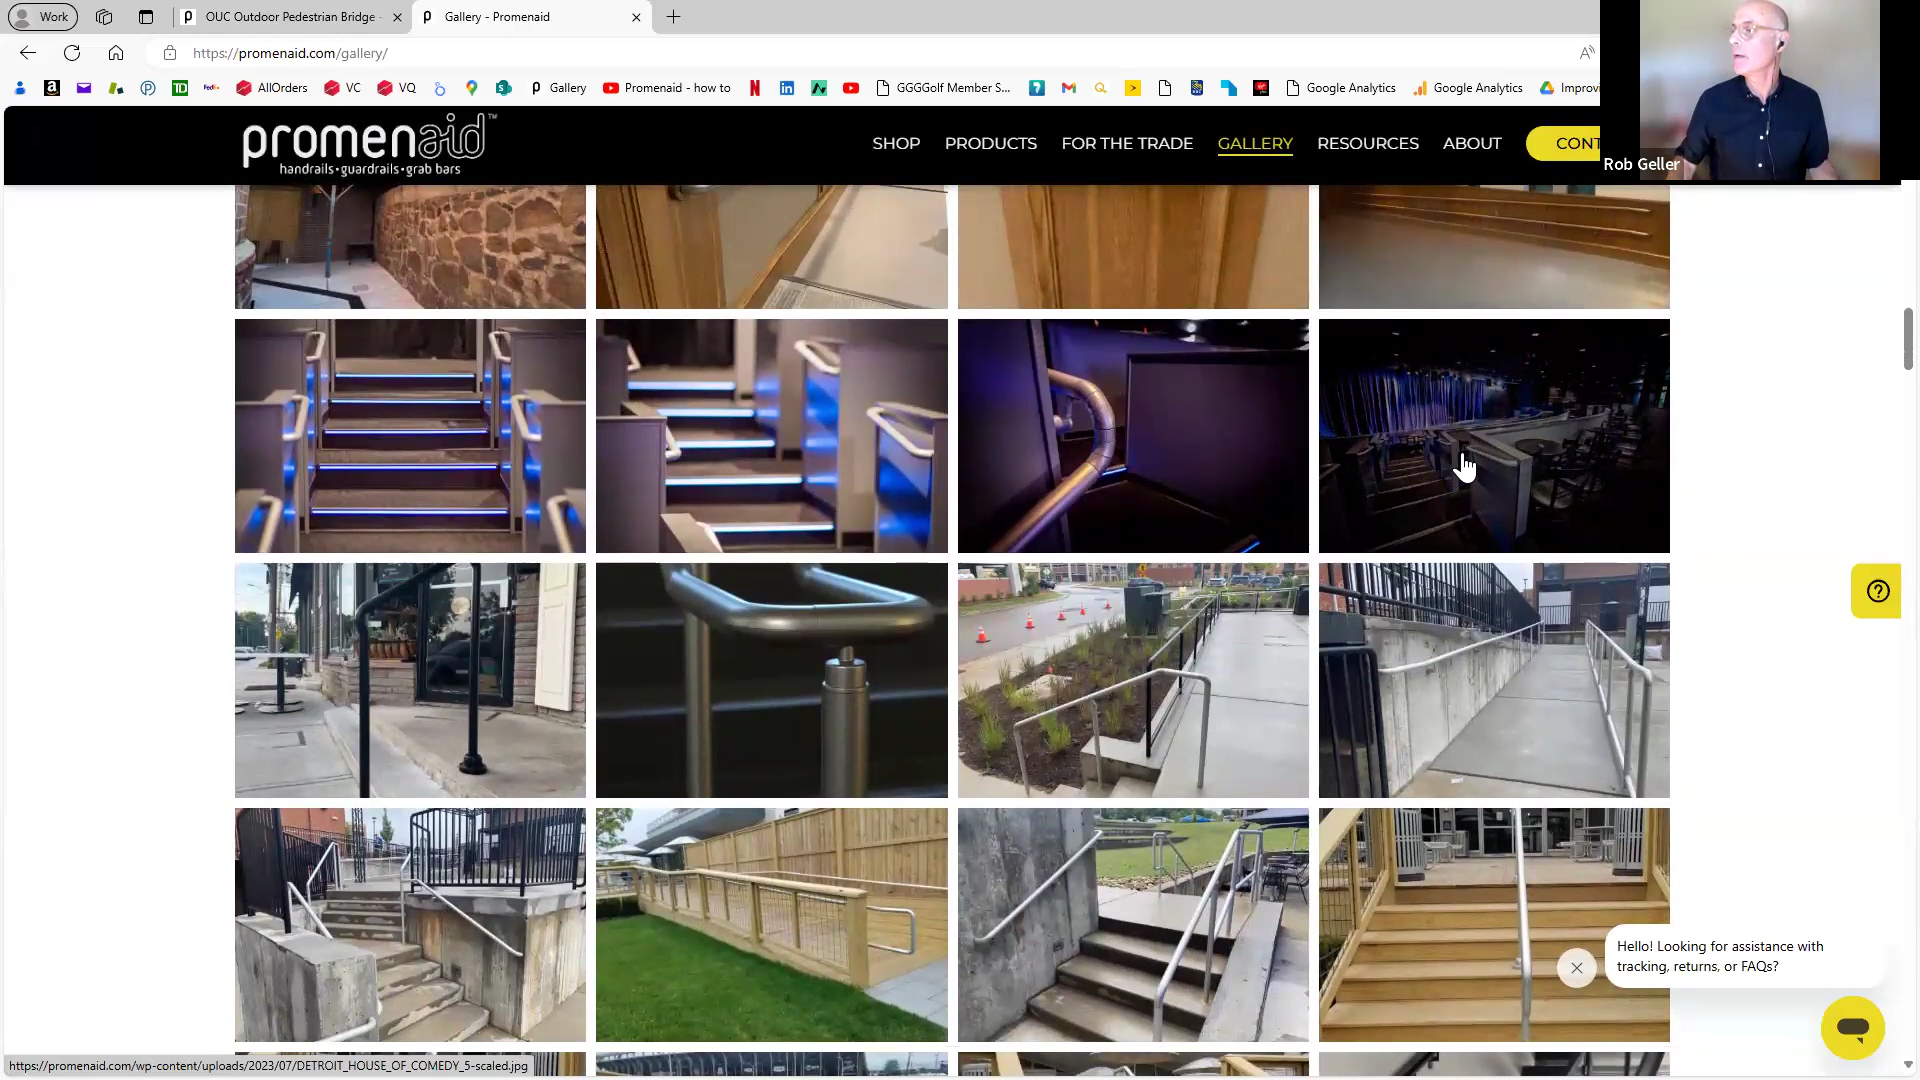 Work
OUC Outdoor Pedestrian Bridge -
Gallery - Promenaid
https://promenaid.com/gallery/
AllOrders
VC
VQ
Gallery
Promenaid - how to
GGGGolf Member S...
Google Analytics
Google Analytics
Improvi
promenaid™
handrails·guardrails·grab bars
SHOP
PRODUCTS
FOR THE TRADE
GALLERY
RESOURCES
ABOUT
CONT
Rob Geller
Hello! Looking for assistance with
tracking, returns, or FAQs?
https://promenaid.com/wp-content/uploads/2023/07/DETROIT_HOUSE_OF_COMEDY_5-scaled.jpg